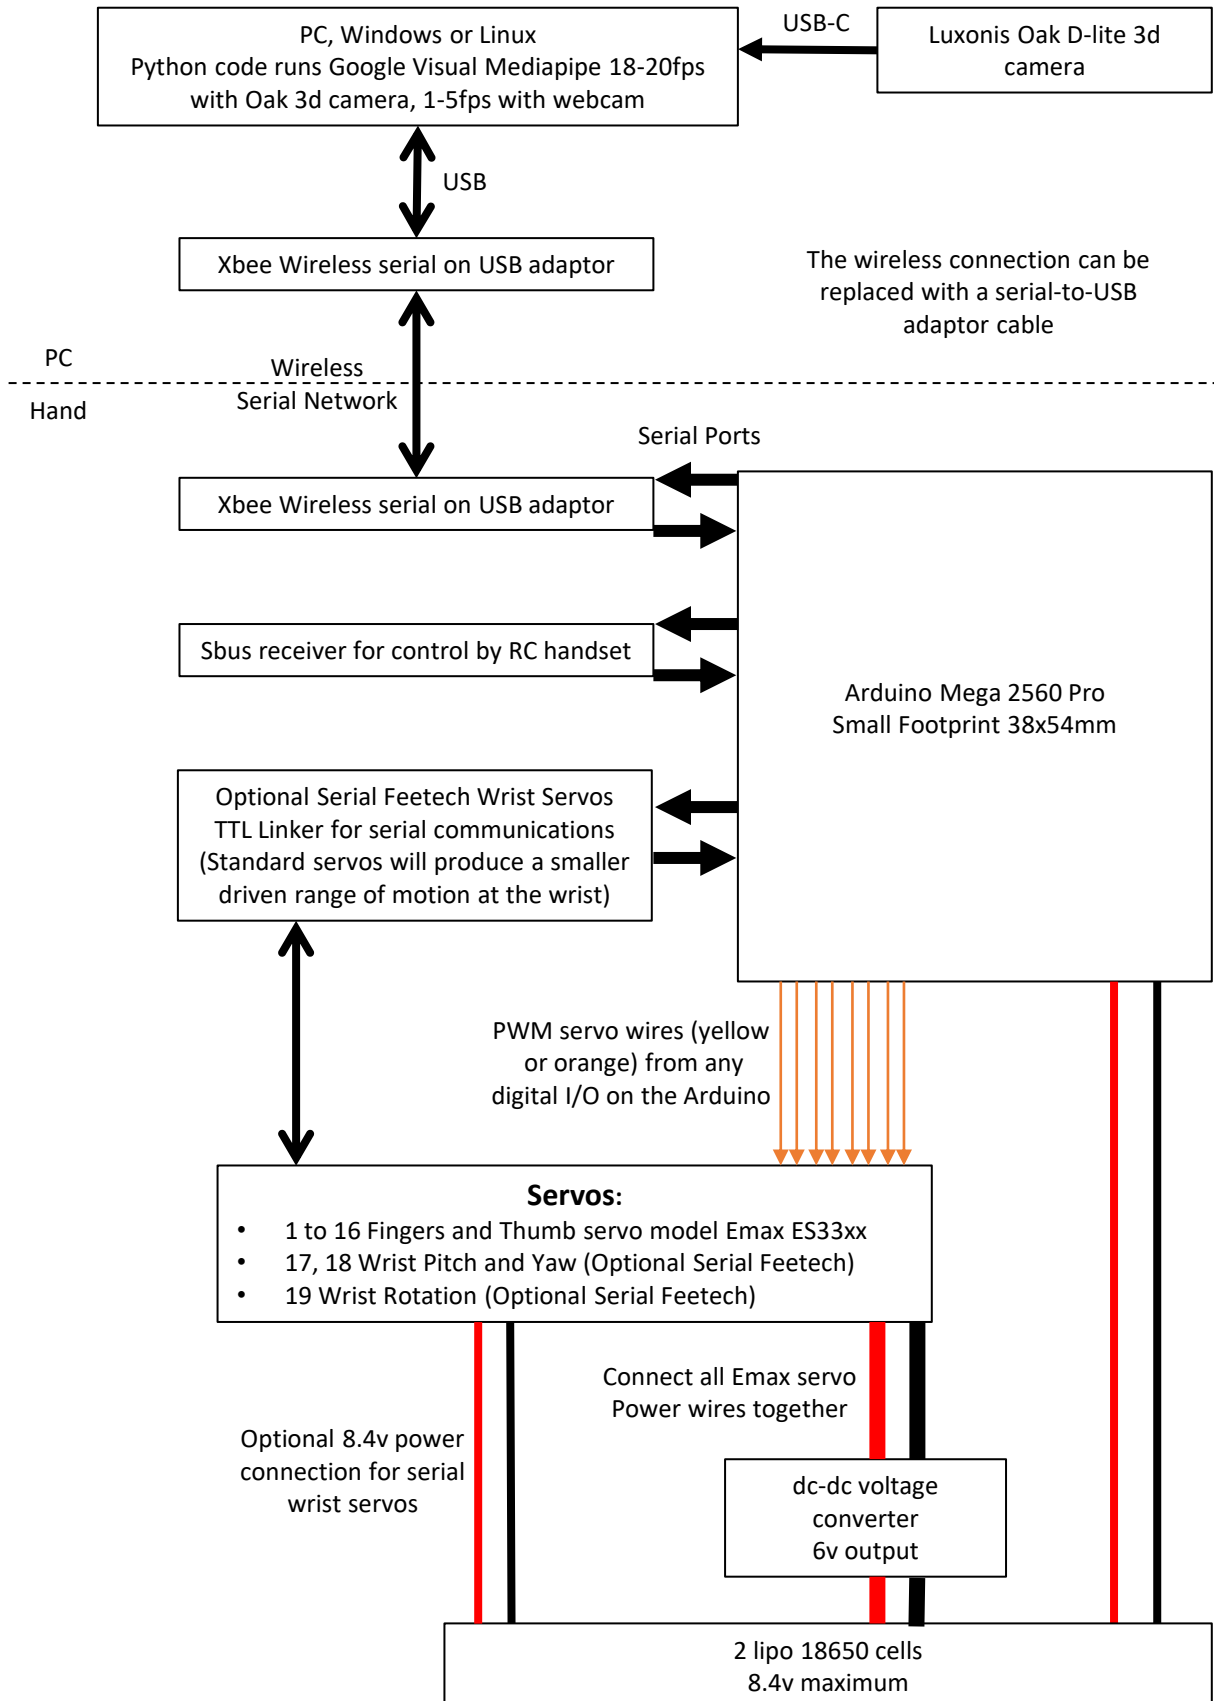 PC, Windows or Linux
Python code runs Google Visual Mediapipe 18-20fps
with Oak 3d camera, 1-5fps with webcam
USB-C
Luxonis Oak D-lite 3d
camera
USB
Xbee Wireless serial on USB adaptor
The wireless connection can be
replaced with a serial-to-USB
adaptor cable
PC
Wireless
Serial Network
Hand
Serial Ports
Xbee Wireless serial on USB adaptor
Sbus receiver for control by RC handset
Arduino Mega 2560 Pro
Small Footprint 38x54mm
Optional Serial Feetech Wrist Servos
TTL Linker for serial communications
(Standard servos will produce a smaller
driven range of motion at the wrist)
PWM servo wires (yellow
or orange) from any
digital I/O on the Arduino
Servos:
• 1 to 16 Fingers and Thumb servo model Emax ES33xx
• 17, 18 Wrist Pitch and Yaw (Optional Serial Feetech)
• 19 Wrist Rotation (Optional Serial Feetech)
Connect all Emax servo
Power wires together
Optional 8.4v power
connection for serial
wrist servos
dc-dc voltage
converter
6v output
2 lipo 18650 cells
8.4v maximum